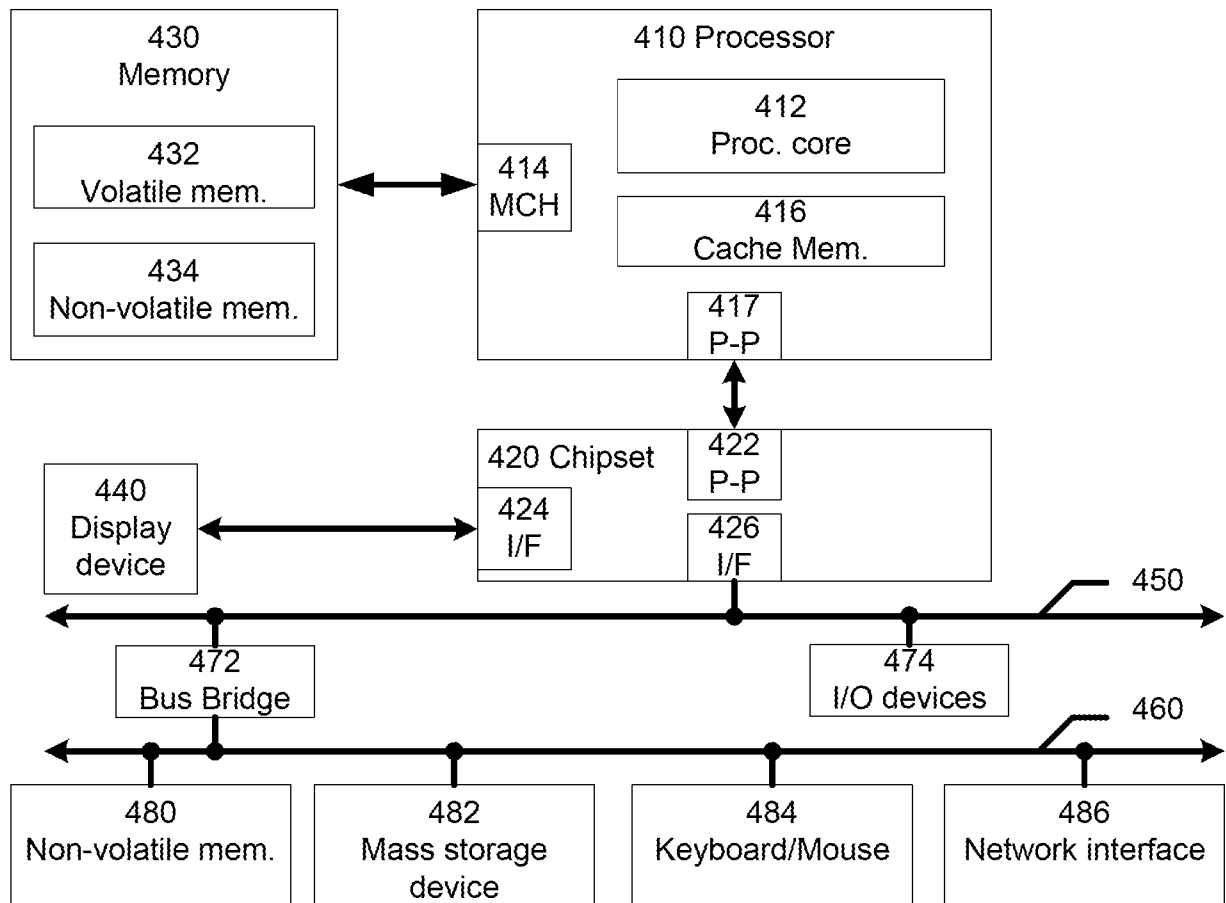 430
Memory
432
Volatile mem.
434
Non-volatile mem.
410 Processor
412
Proc. core
414
MCH
416
Cache Mem.
417
P-P
420 Chipset
422
P-P
424
I/F
426
I/F
440
Display
device
450
472
Bus Bridge
474
I/O devices
460
480
Non-volatile mem.
482
Mass storage
device
484
Keyboard/Mouse
486
Network interface